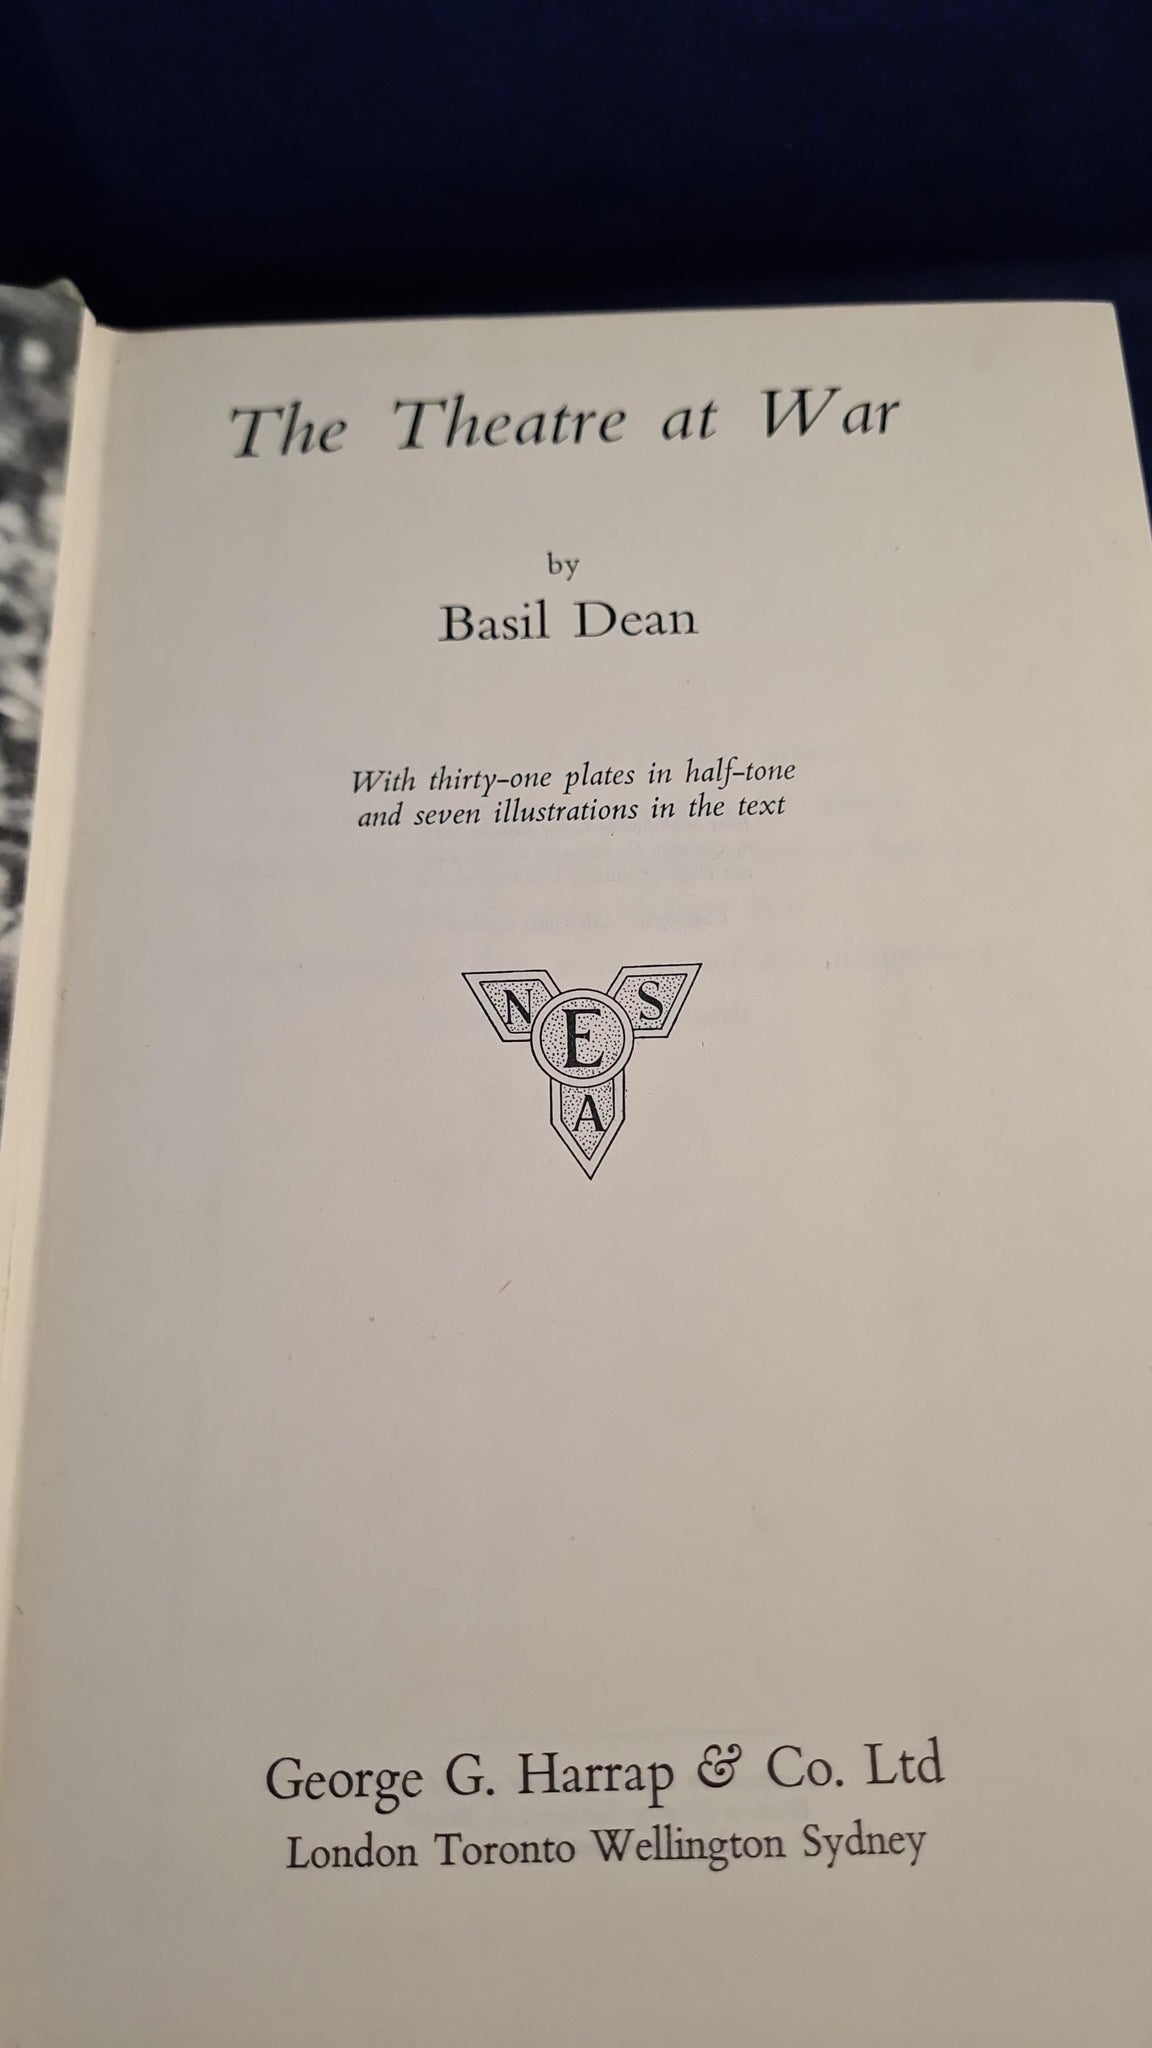 The Theatre at War
by
Basil Dean
With thirty-one plates in half-tone
and seven illustrations in the text
N E S
A
George G. Harrap & Co. Ltd
London Toronto Wellington Sydney